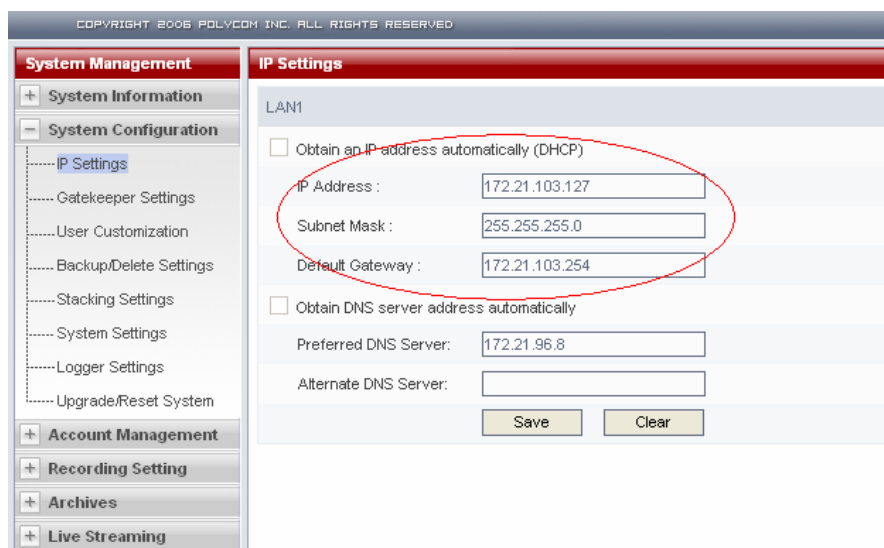 COPYRIGHT 2006 POLYCOM INC. ALL RIGHTS RESERVED
System Management
+ System Information
− System Configuration
IP Settings
Gatekeeper Settings
User Customization
Backup/Delete Settings
Stacking Settings
System Settings
Logger Settings
Upgrade/Reset System
+ Account Management
+ Recording Setting
+ Archives
+ Live Streaming
IP Settings
LAN1
Obtain an IP address automatically (DHCP)
IP Address : 172.21.103.127
Subnet Mask : 255.255.255.0
Default Gateway : 172.21.103.254
Obtain DNS server address automatically
Preferred DNS Server: 172.21.96.8
Alternate DNS Server:
Save Clear